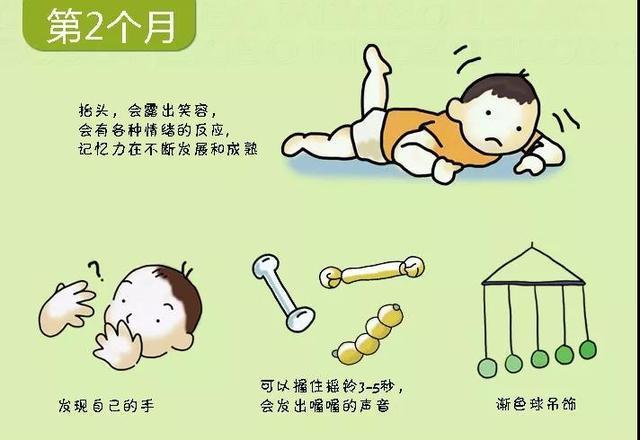 第2个月
抬头，会露出笑容，
会有各种情绪的反应，
记忆力在不断发展和成熟
?
发现自己的手
可以握住摇铃3-5秒，
会发出喔喔的声音
渐色球吊饰